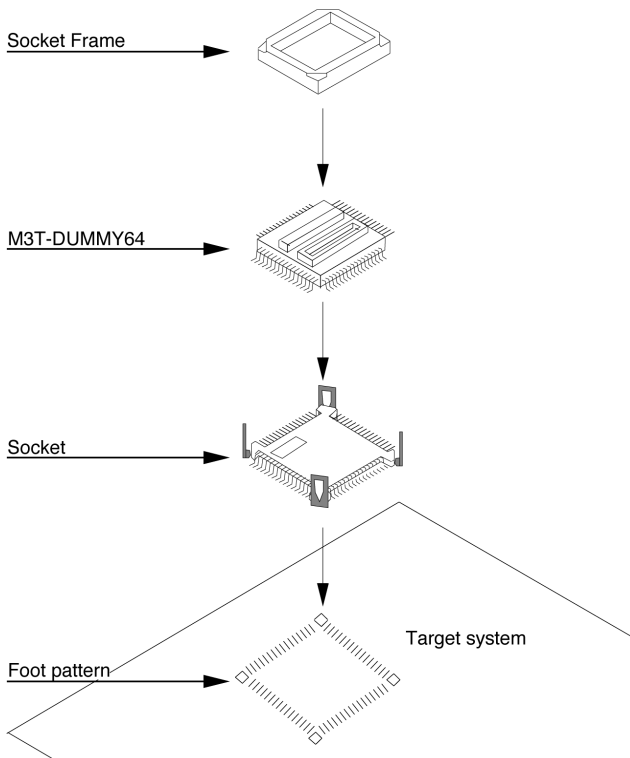 Socket Frame
M3T-DUMMY64
Socket
Target system
Foot pattern